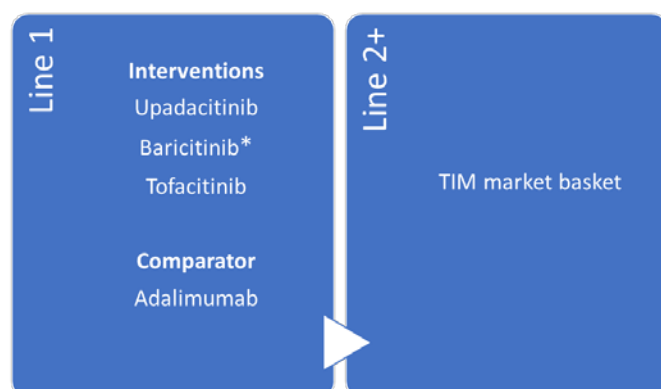 Line 1
Interventions
Upadacitinib
Baricitinib*
Tofacitinib
Comparator
Adalimumab
Line 2+
TIM market basket